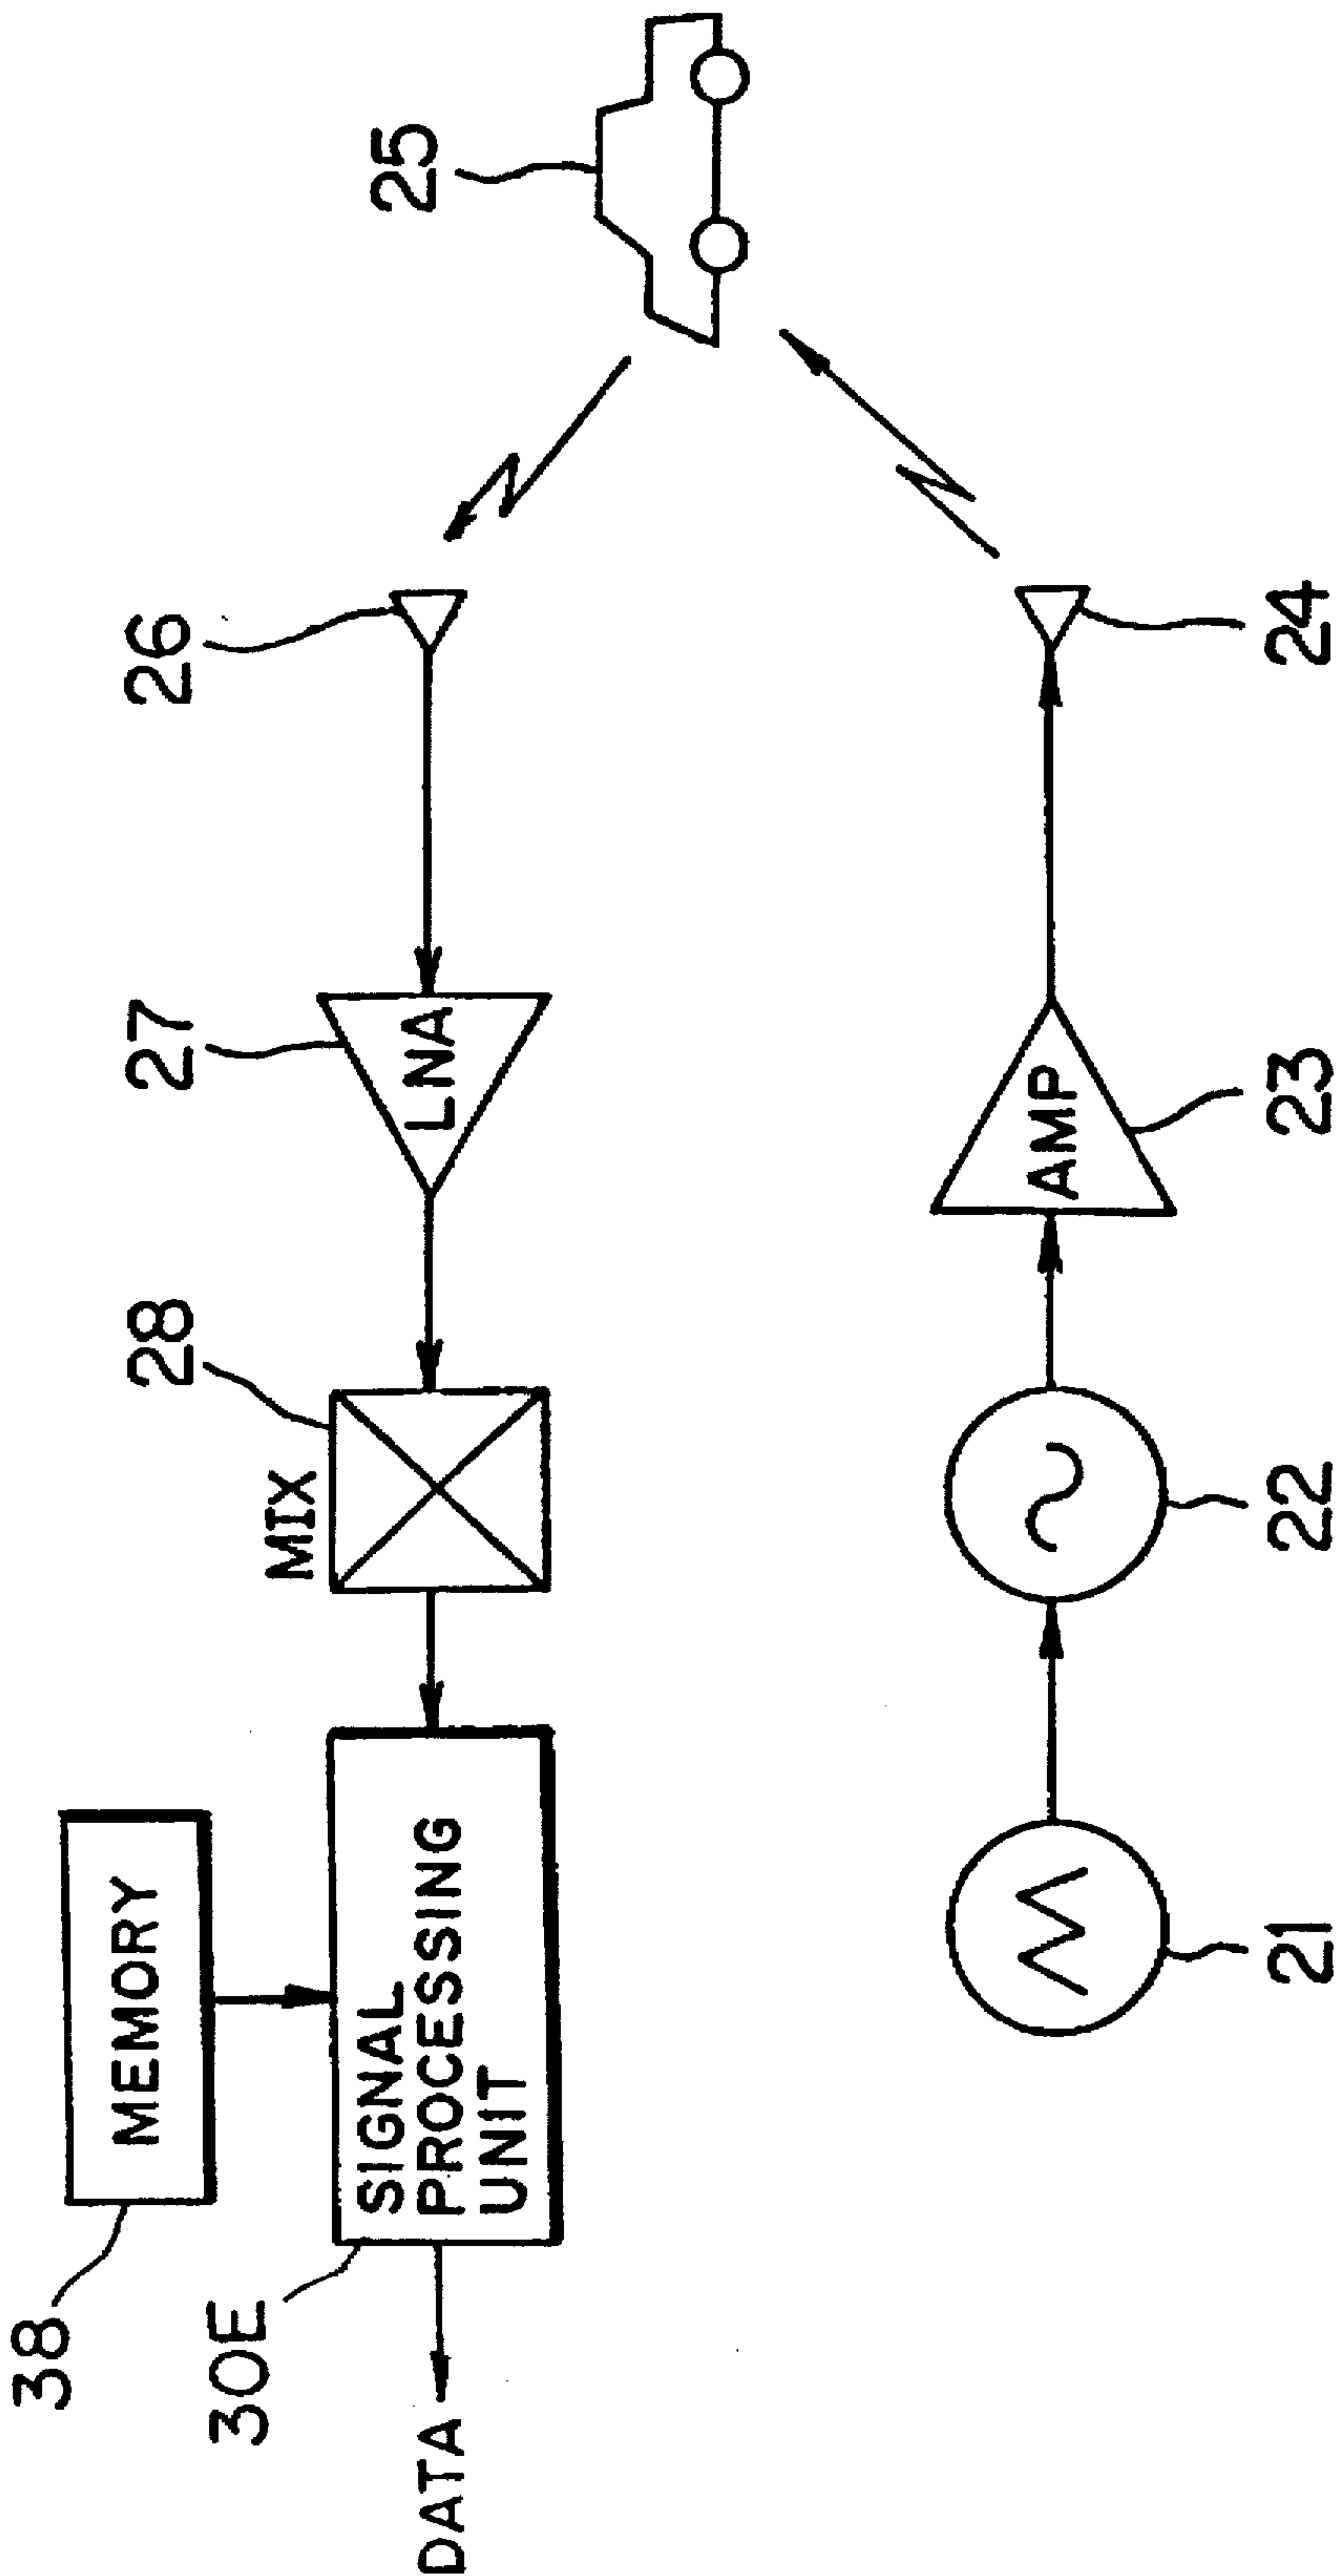 38
MEMORY
30E
SIGNAL
PROCESSING
UNIT
DATA
MIX
28
27
LNA
26
25
21
22
23
AMP
24